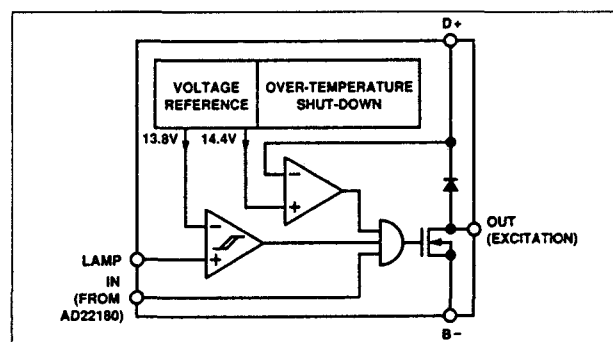 D+
VOLTAGE
REFERENCE
OVER-TEMPERATURE
SHUT-DOWN
13.8V
14.4V
−
+
−
+
OUT
(EXCITATION)
LAMP
IN
(FROM
AD22180)
B−